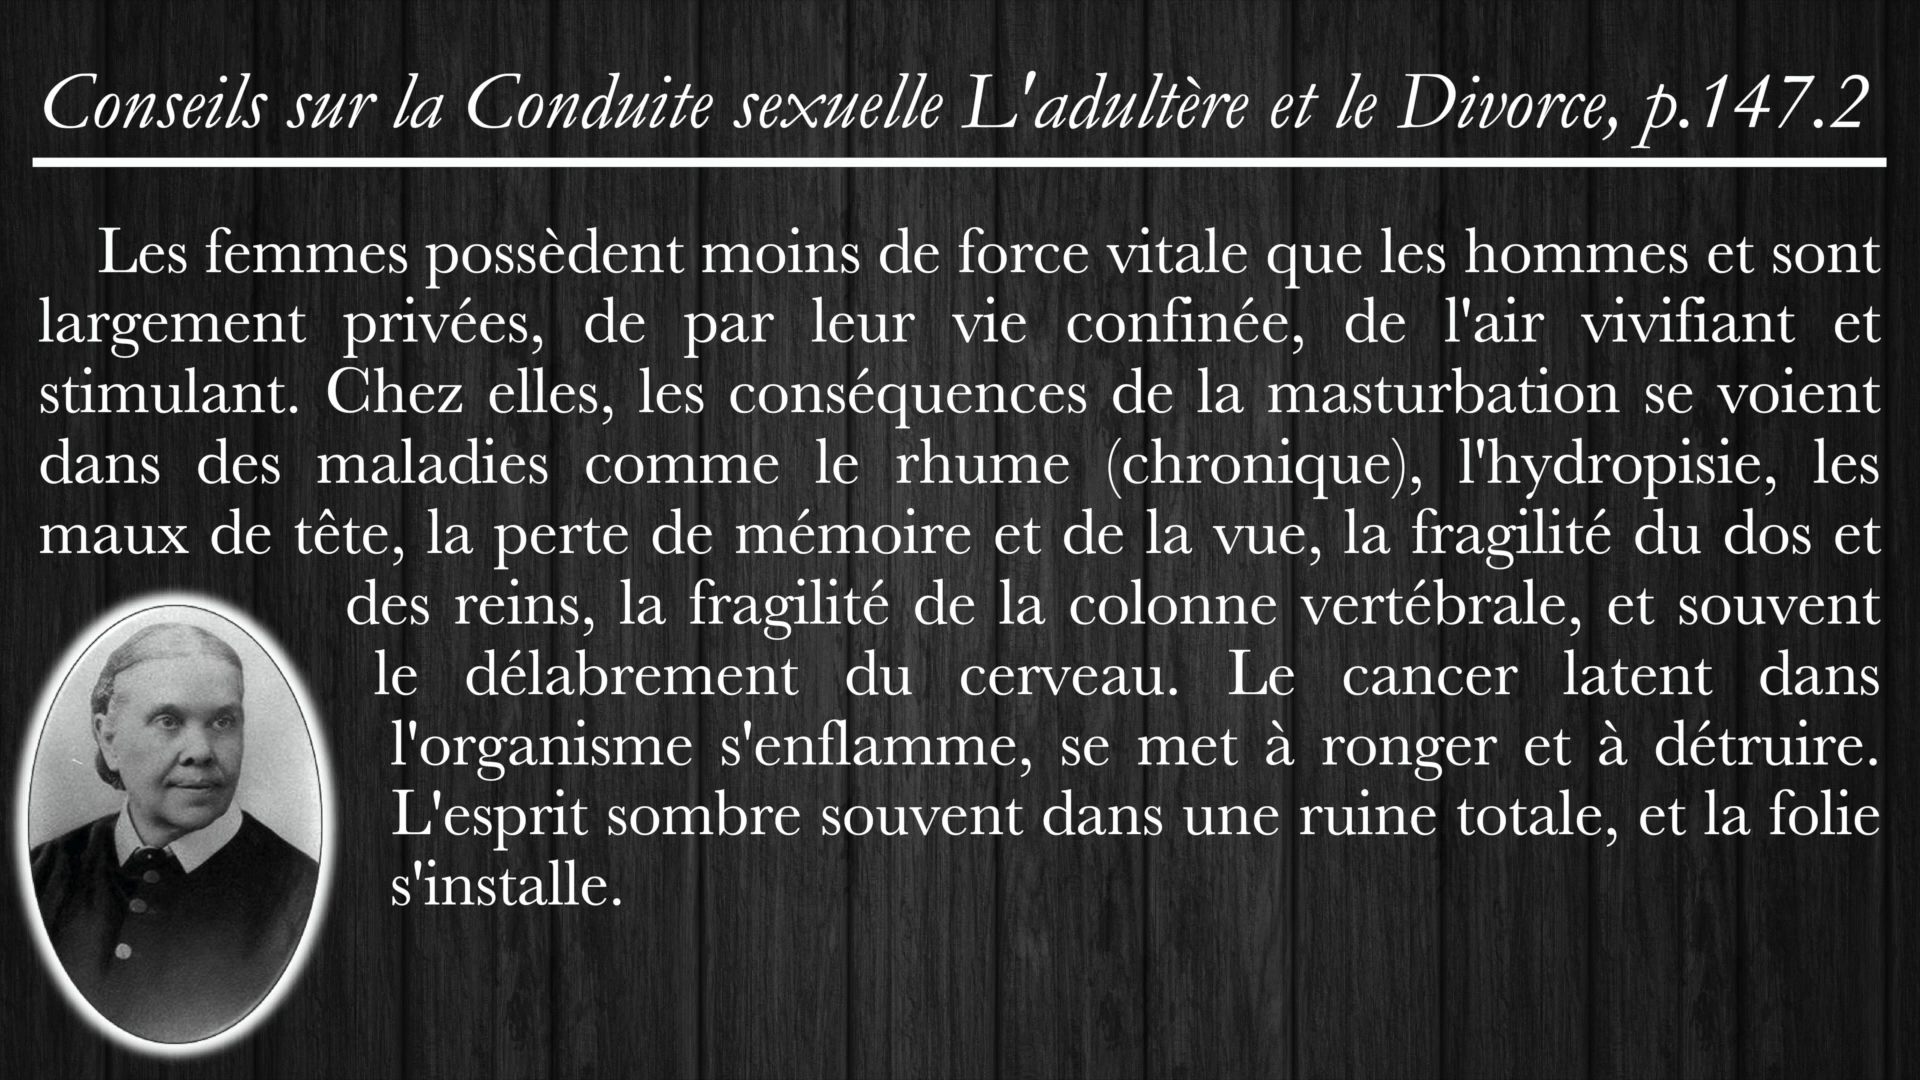 Conseils sur la Conduite sexuelle L'adultère et le Divorce, p.147.2
Les femmes possèdent moins de force vitale que les hommes et sont
largement privées, de par leur vie confinée, de l'air vivifiant et
stimulant. Chez elles, les conséquences de la masturbation se voient
dans des maladies comme le rhume (chronique), l'hydropisie, les
maux de tête, la perte de mémoire et de la vue, la fragilité du dos et
des reins, la fragilité de la colonne vertébrale, et souvent
le délabrement du cerveau. Le cancer latent dans
l'organisme s'enflamme, se met à ronger et à détruire.
L'esprit sombre souvent dans une ruine totale, et la folie
s'installe.